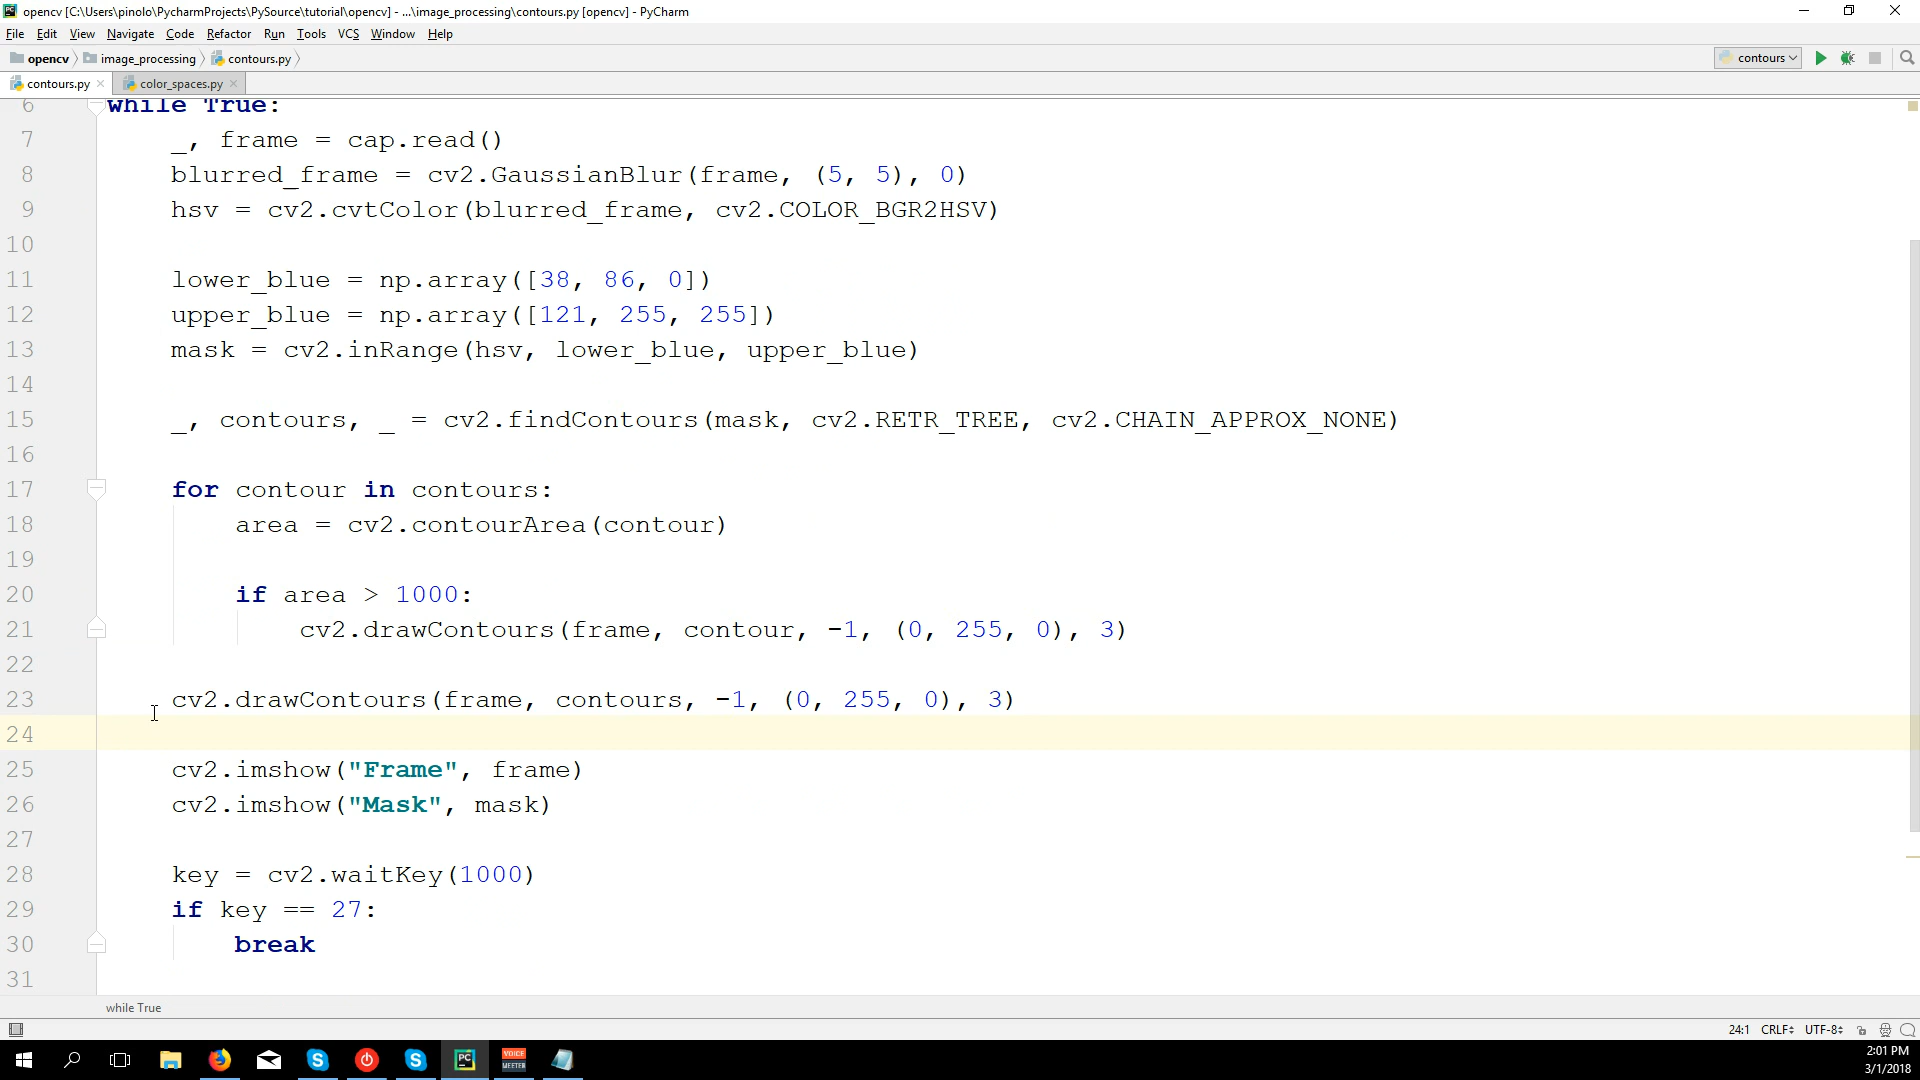 opencv [C:\Users\pinolo\PycharmProjects\PySource\tutorial\opencv] - ...\image_processing\contours.py [opencv] - PyCharm
File Edit View Navigate Code Refactor Run Tools VCS Window Help
opencv image_processing contours.py contours
contours.py color_spaces.py
6 while True:
7 _, frame = cap.read()
8 blurred_frame = cv2.GaussianBlur(frame, (5, 5), 0)
9 hsv = cv2.cvtColor(blurred_frame, cv2.COLOR_BGR2HSV)
10
11 lower_blue = np.array([38, 86, 0])
12 upper_blue = np.array([121, 255, 255])
13 mask = cv2.inRange(hsv, lower_blue, upper_blue)
14
15 _, contours, _ = cv2.findContours(mask, cv2.RETR_TREE, cv2.CHAIN_APPROX_NONE)
16
17 for contour in contours:
18 area = cv2.contourArea(contour)
19
20 if area > 1000:
21 cv2.drawContours(frame, contour, -1, (0, 255, 0), 3)
22
23 cv2.drawContours(frame, contours, -1, (0, 255, 0), 3)
24
25 cv2.imshow("Frame", frame)
26 cv2.imshow("Mask", mask)
27
28 key = cv2.waitKey(1000)
29 if key == 27:
30 break
31
while True
24:1 CRLF UTF-8
PC VOICE MEETER
2:01 PM
3/1/2018